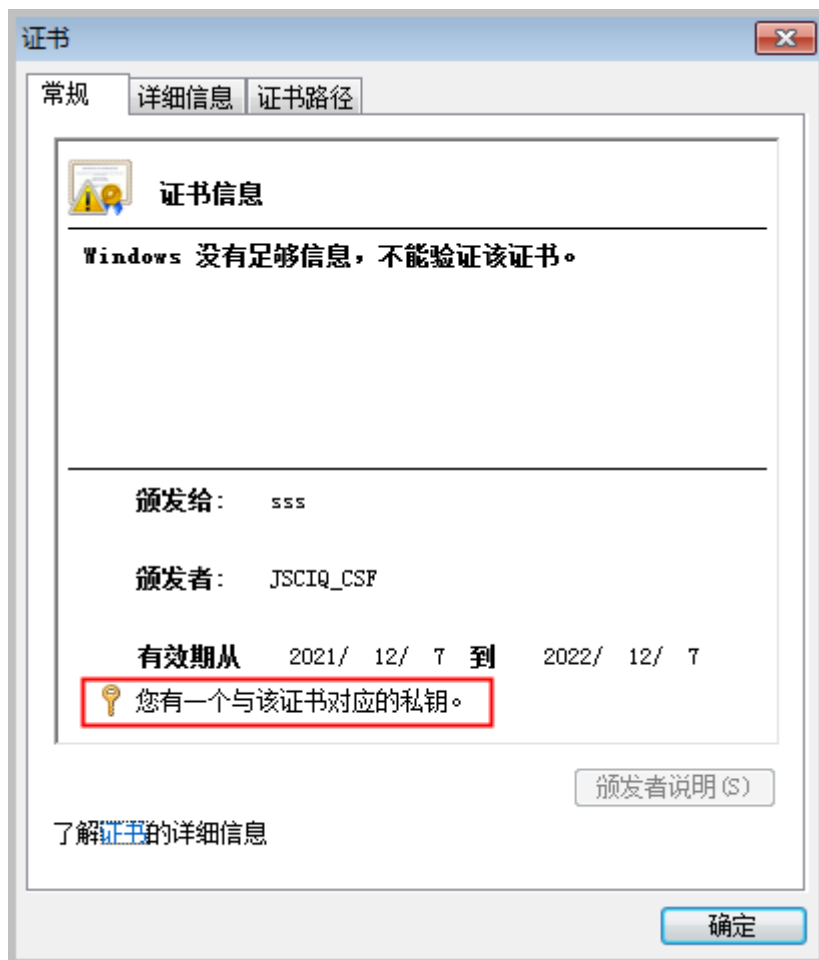 证书
常规 详细信息 证书路径
证书信息
Windows 没有足够信息，不能验证该证书。
颁发给： sss
颁发者： JSCIQ_CSF
有效期从 2021/ 12/ 7 到 2022/ 12/ 7
您有一个与该证书对应的私钥。
颁发者说明(S)
了解证书的详细信息
确定